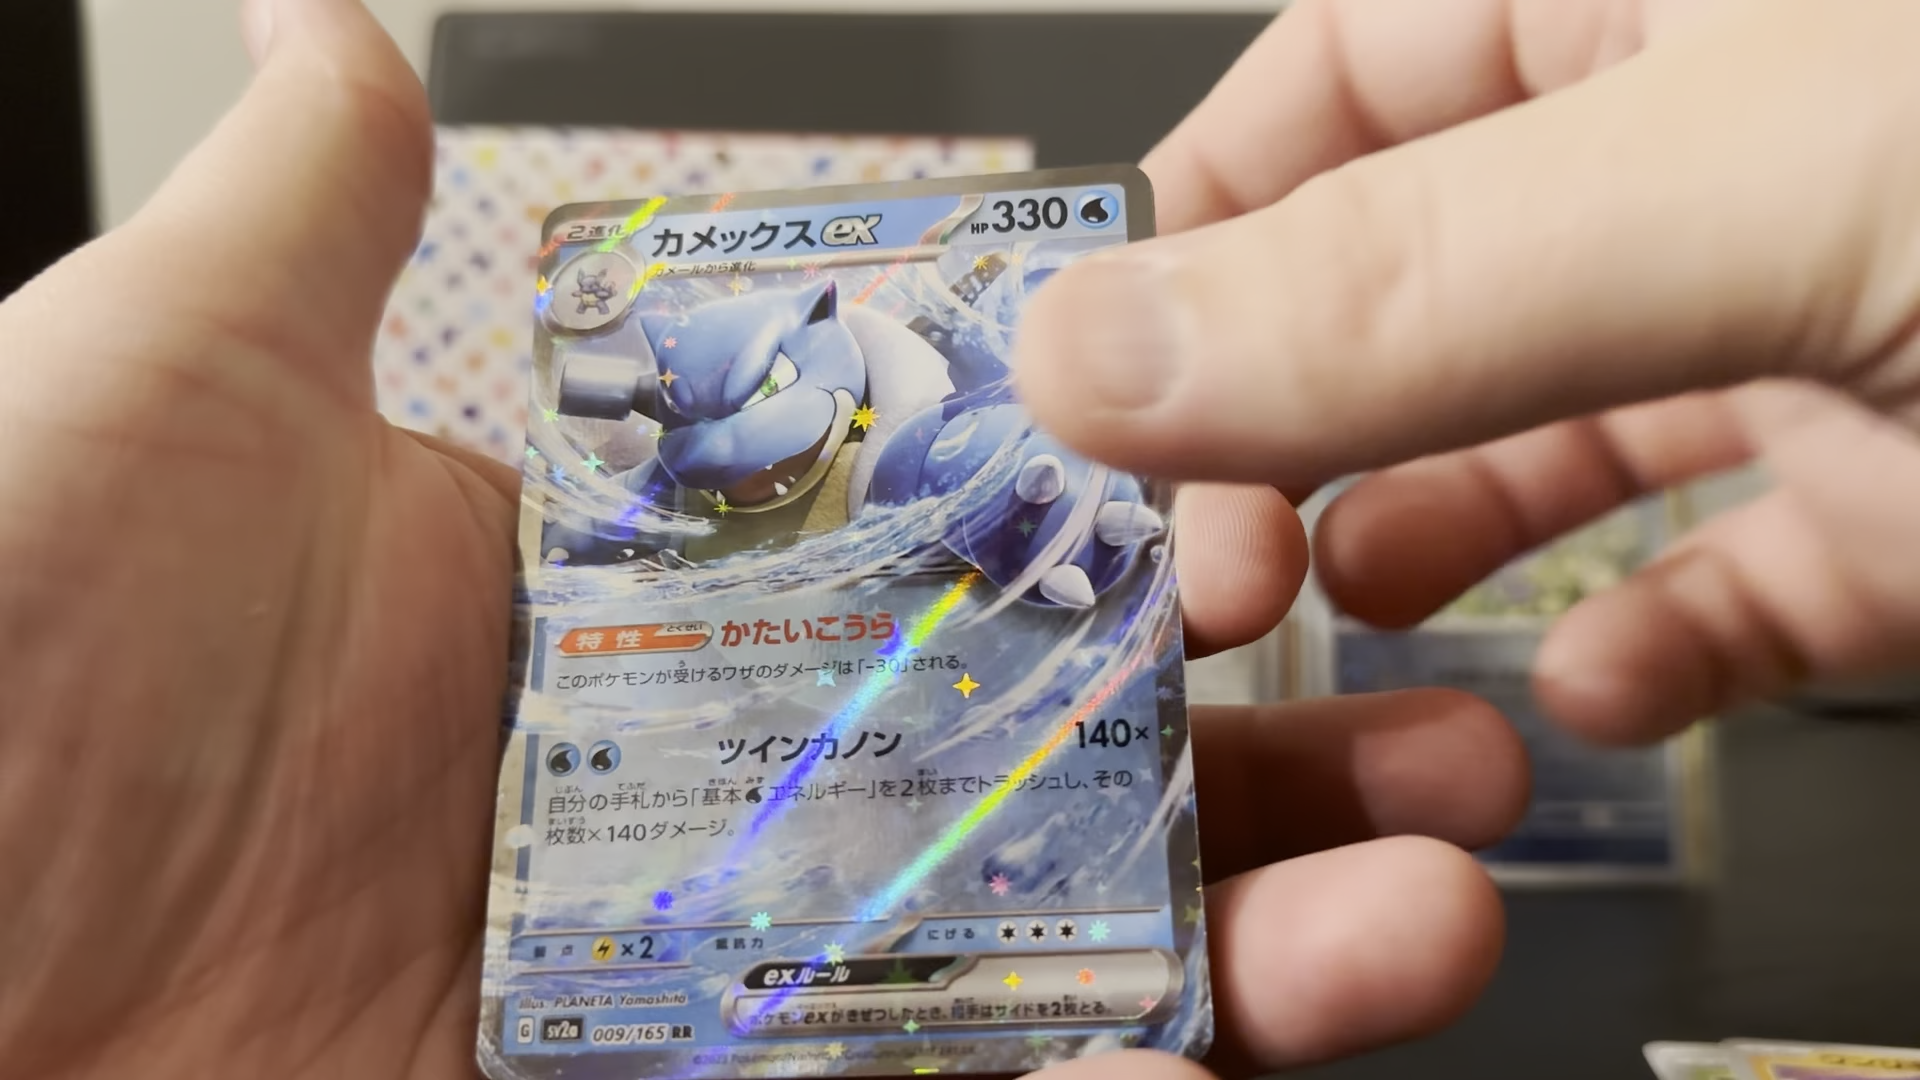 2進化
カメックスex
HP330
カメールから進化
特性
とくせい
かたいこうら
このポケモンが受けるワザのダメージは「-30」される。
ツインカノン
140×
自分の手札から「基本エネルギー」を2枚までトラッシュし、その
枚数×140ダメージ。
弱点 ×2
抵抗力
にげる
exルール
ポケモンexがきぜつしたとき、相手はサイドを2枚とる。
Illus. PLANETA Yamashita
G sv2a 009/165 RR